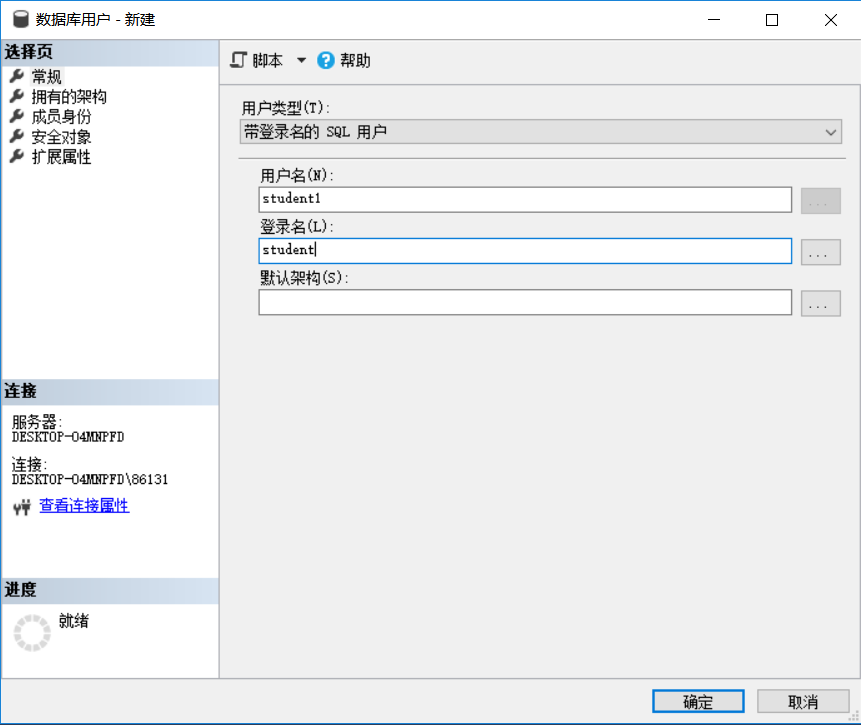 数据库用户 - 新建
选择页
常规
拥有的架构
成员身份
安全对象
扩展属性
脚本
帮助
用户类型(T):
带登录名的 SQL 用户
用户名(N):
student1
...
登录名(L):
student
...
默认架构(S):
...
连接
服务器:
DESKTOP-04MNPFD
连接:
DESKTOP-04MNPFD\86131
查看连接属性
进度
就绪
确定
取消